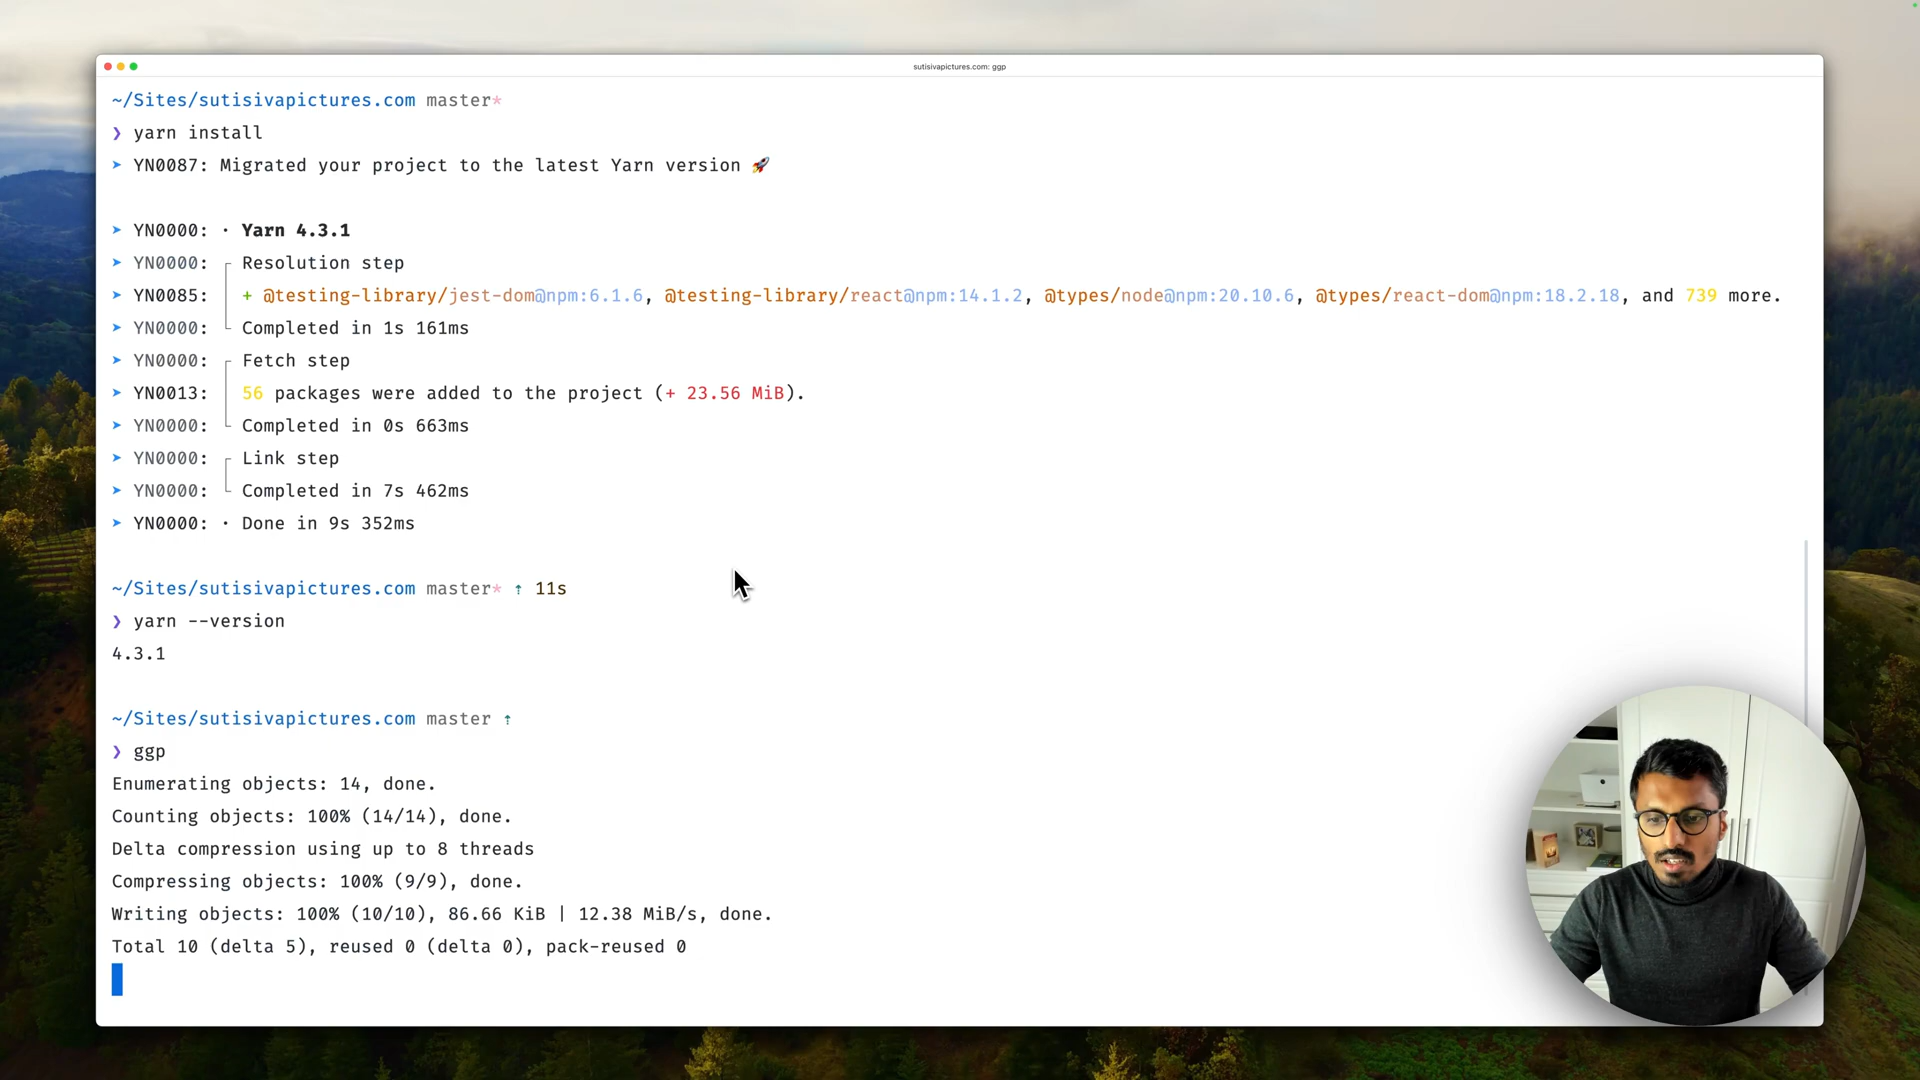 sutisivapictures.com: ggp
~/Sites/sutisivapictures.com master*
❯ yarn install
➤ YN0087: Migrated your project to the latest Yarn version 🚀
➤ YN0000: · Yarn 4.3.1
➤ YN0000: ┌ Resolution step
➤ YN0085: │ + @testing-library/jest-dom@npm:6.1.6, @testing-library/react@npm:14.1.2, @types/node@npm:20.10.6, @types/react-dom@npm:18.2.18, and 739 more.
➤ YN0000: └ Completed in 1s 161ms
➤ YN0000: ┌ Fetch step
➤ YN0013: │ 56 packages were added to the project (+ 23.56 MiB).
➤ YN0000: └ Completed in 0s 663ms
➤ YN0000: ┌ Link step
➤ YN0000: └ Completed in 7s 462ms
➤ YN0000: · Done in 9s 352ms
~/Sites/sutisivapictures.com master* ⇡ 11s
❯ yarn --version
4.3.1
~/Sites/sutisivapictures.com master ⇡
❯ ggp
Enumerating objects: 14, done.
Counting objects: 100% (14/14), done.
Delta compression using up to 8 threads
Compressing objects: 100% (9/9), done.
Writing objects: 100% (10/10), 86.66 KiB | 12.38 MiB/s, done.
Total 10 (delta 5), reused 0 (delta 0), pack-reused 0